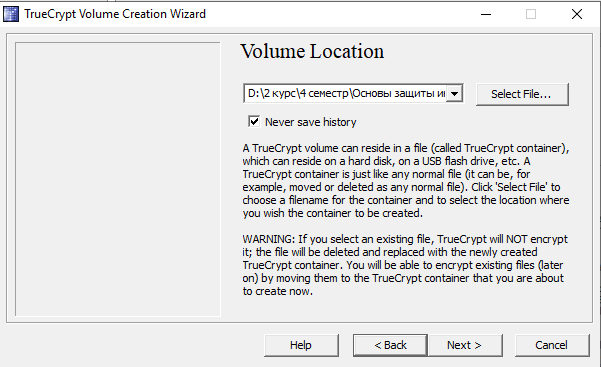 TrueCrypt Volume Creation Wizard
Volume Location
D:\2 курс\4 семестр\Основы защиты ин
Select File...
Never save history
A TrueCrypt volume can reside in a file (called TrueCrypt container),
which can reside on a hard disk, on a USB flash drive, etc. A
TrueCrypt container is just like any normal file (it can be, for
example, moved or deleted as any normal file). Click 'Select File' to
choose a filename for the container and to select the location where
you wish the container to be created.
WARNING: If you select an existing file, TrueCrypt will NOT encrypt
it; the file will be deleted and replaced with the newly created
TrueCrypt container. You will be able to encrypt existing files (later
on) by moving them to the TrueCrypt container that you are about
to create now.
Help
< Back
Next >
Cancel